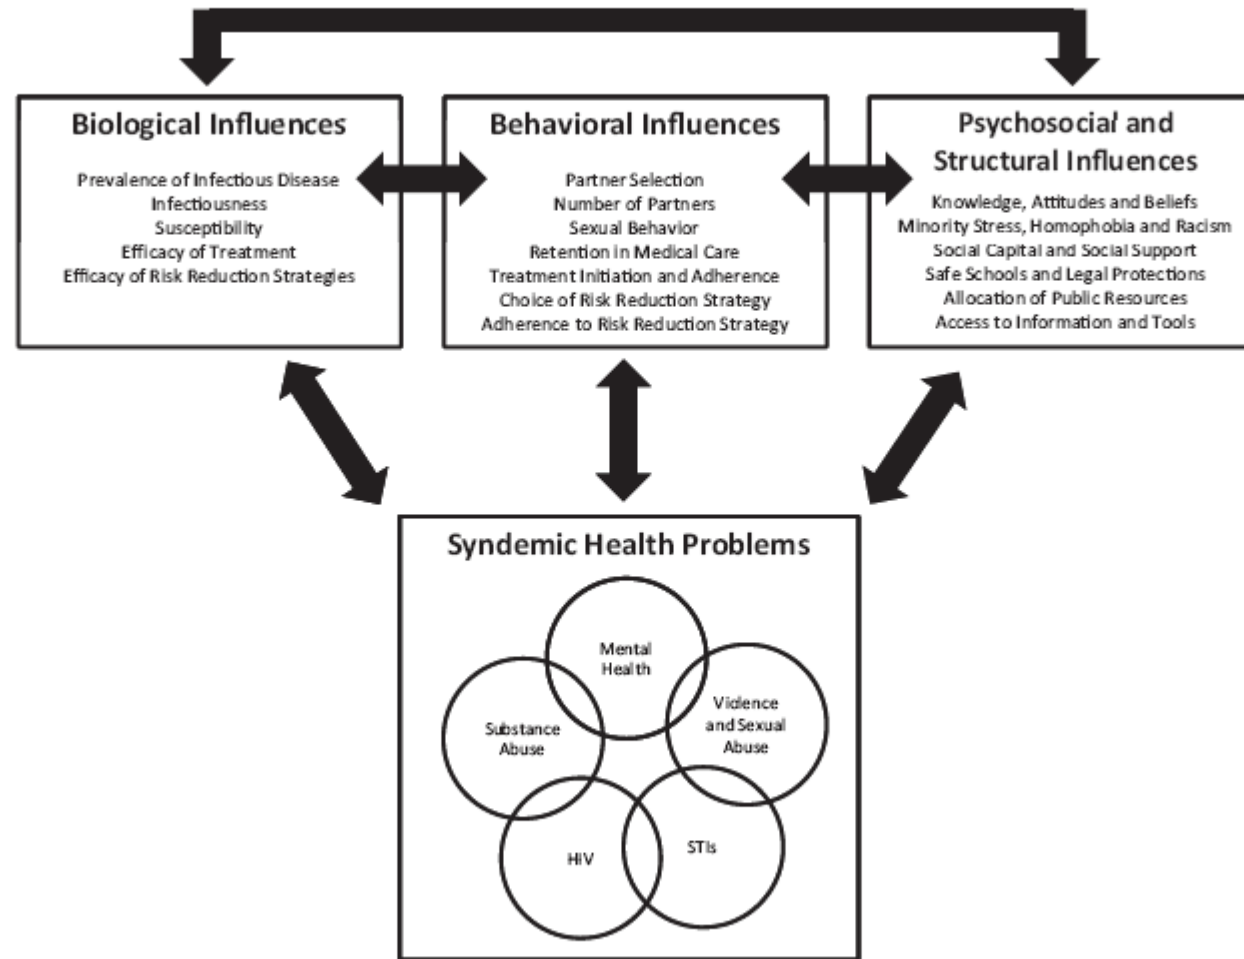 Biological Influences
Prevalence of Infectious Disease
Infectiousness
Susceptibility
Efficacy of Treatment
Efficacy of Risk Reduction Strategies
Behavioral Influences
Partner Selection
Number of Partners
Sexual Behavior
Retention in Medical Care
Treatment Initiation and Adherence
Choice of Risk Reduction Strategy
Adherence to Risk Reduction Strategy
Psychosocial and
Structural Influences
Knowledge, Attitudes and Beliefs
Minority Stress, Homophobia and Racism
Social Capital and Social Support
Safe Schools and Legal Protections
Allocation of Public Resources
Access to Information and Tools
Syndemic Health Problems
Mental
Health
Violence
and Sexual
Abuse
Substance
Abuse
HIV
STIs